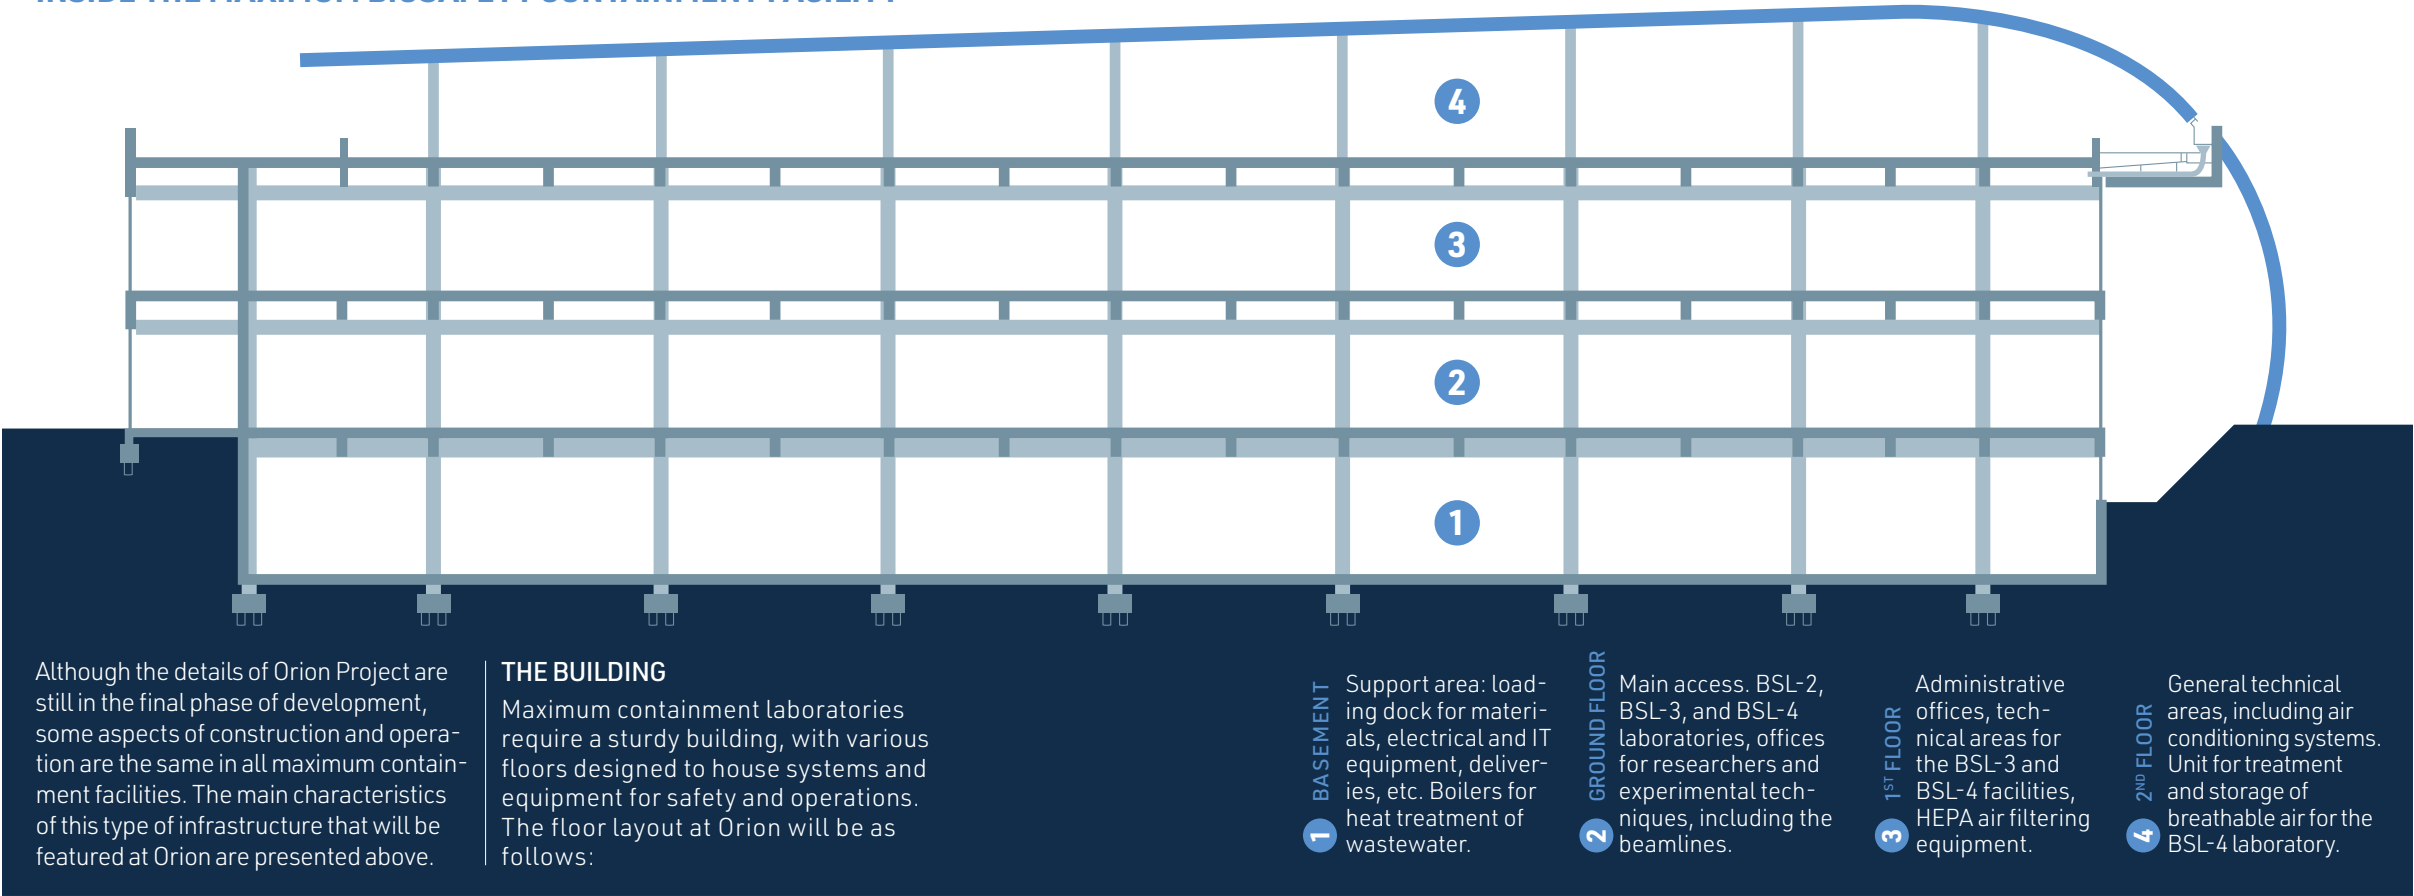 INSIDE THE MAXIMUM BIOSAFETY CONTAINMENT FACILITY
4
3
2
1
Although the details of Orion Project are
still in the final phase of development,
some aspects of construction and opera-
tion are the same in all maximum contain-
ment facilities. The main characteristics
of this type of infrastructure that will be
featured at Orion are presented above.
THE BUILDING
Maximum containment laboratories
require a sturdy building, with various
floors designed to house systems and
equipment for safety and operations.
The floor layout at Orion will be as
follows:
1 BASEMENT
Support area: load-
ing dock for materi-
als, electrical and IT
equipment, deliver-
ies, etc. Boilers for
heat treatment of
wastewater.
2 GROUND FLOOR
Main access. BSL-2,
BSL-3, and BSL-4
laboratories, offices
for researchers and
experimental tech-
niques, including the
beamlines.
3 1ST FLOOR
Administrative
offices, tech-
nical areas for
the BSL-3 and
BSL-4 facilities,
HEPA air filtering
equipment.
4 2ND FLOOR
General technical
areas, including air
conditioning systems.
Unit for treatment
and storage of
breathable air for the
BSL-4 laboratory.